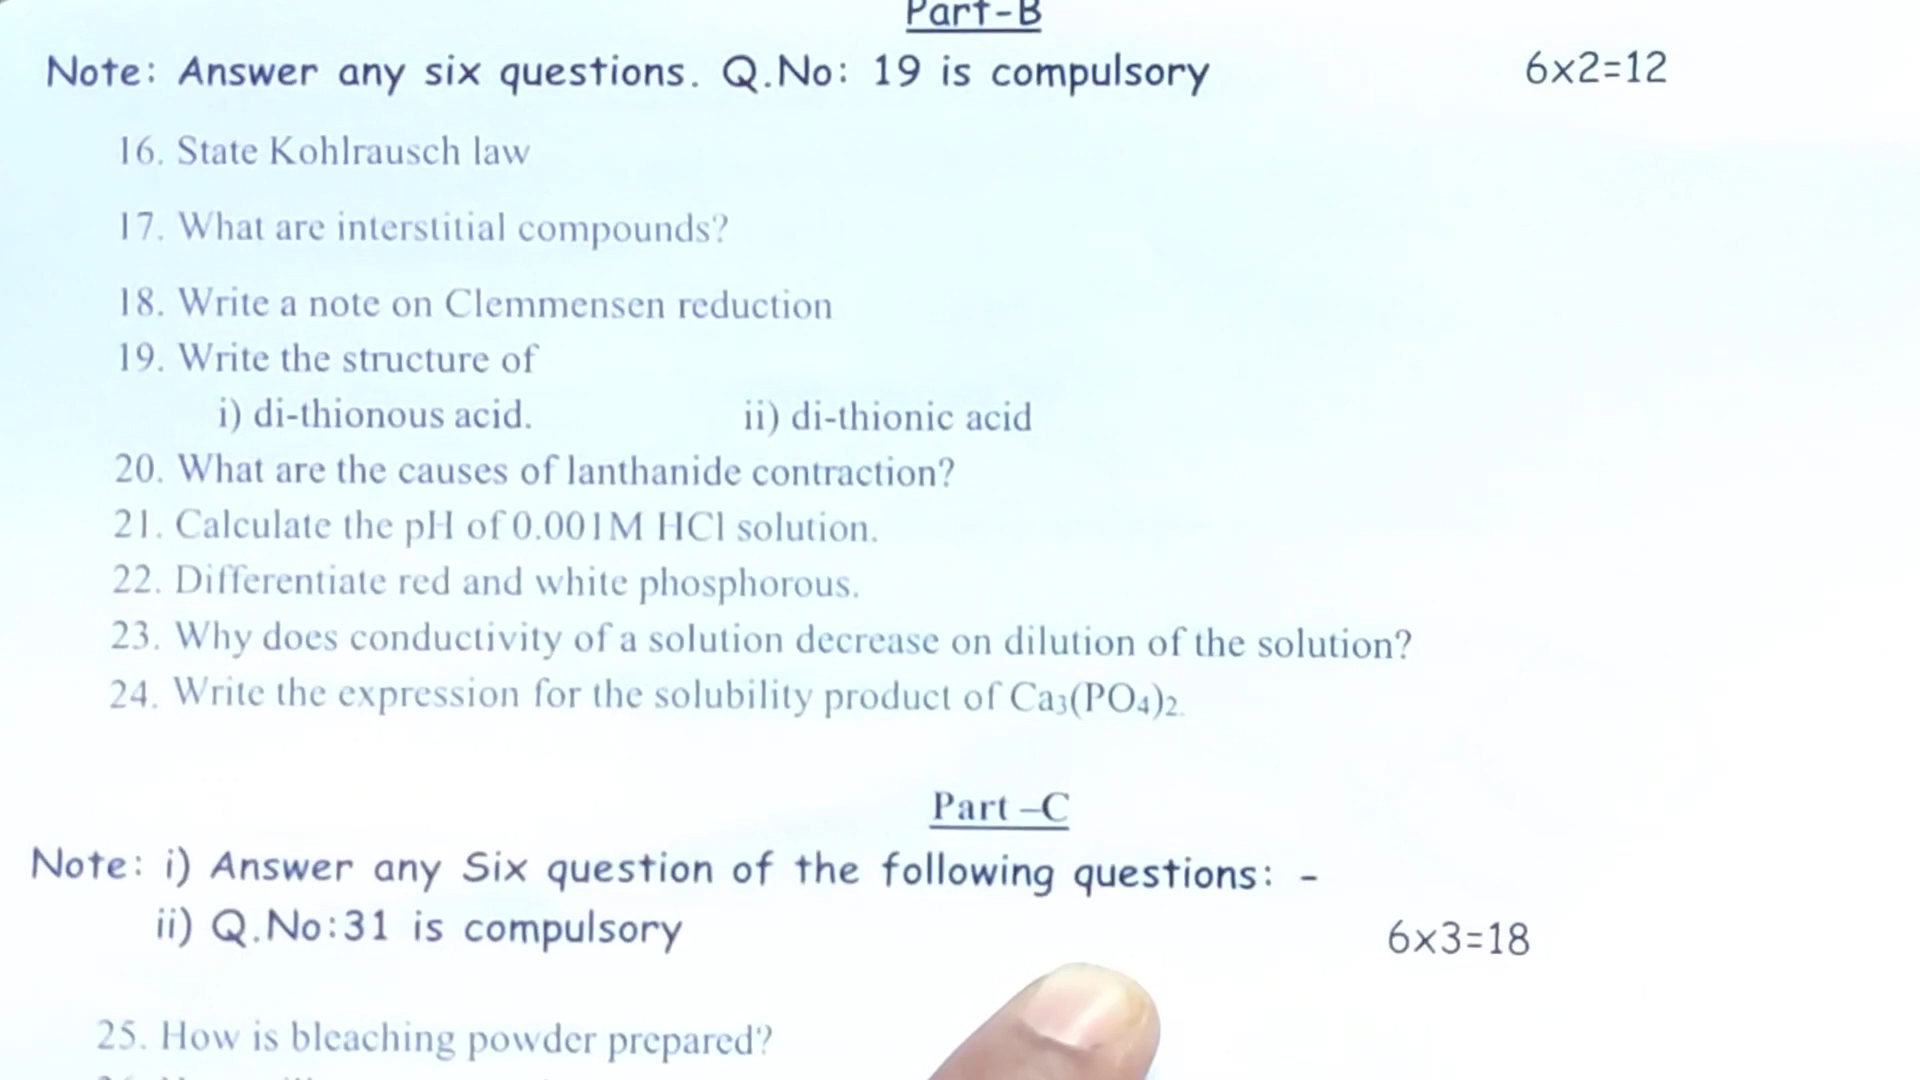 Part-B
Note: Answer any six questions. Q.No: 19 is compulsory 6x2=12
16. State Kohlrausch law
17. What are interstitial compounds?
18. Write a note on Clemmensen reduction
19. Write the structure of
i) di-thionous acid. ii) di-thionic acid
20. What are the causes of lanthanide contraction?
21. Calculate the pH of 0.001M HCl solution.
22. Differentiate red and white phosphorous.
23. Why does conductivity of a solution decrease on dilution of the solution?
24. Write the expression for the solubility product of Ca₃(PO₄)₂.
Part –C
Note: i) Answer any Six question of the following questions: -
ii) Q.No:31 is compulsory 6x3=18
25. How is bleaching powder prepared?